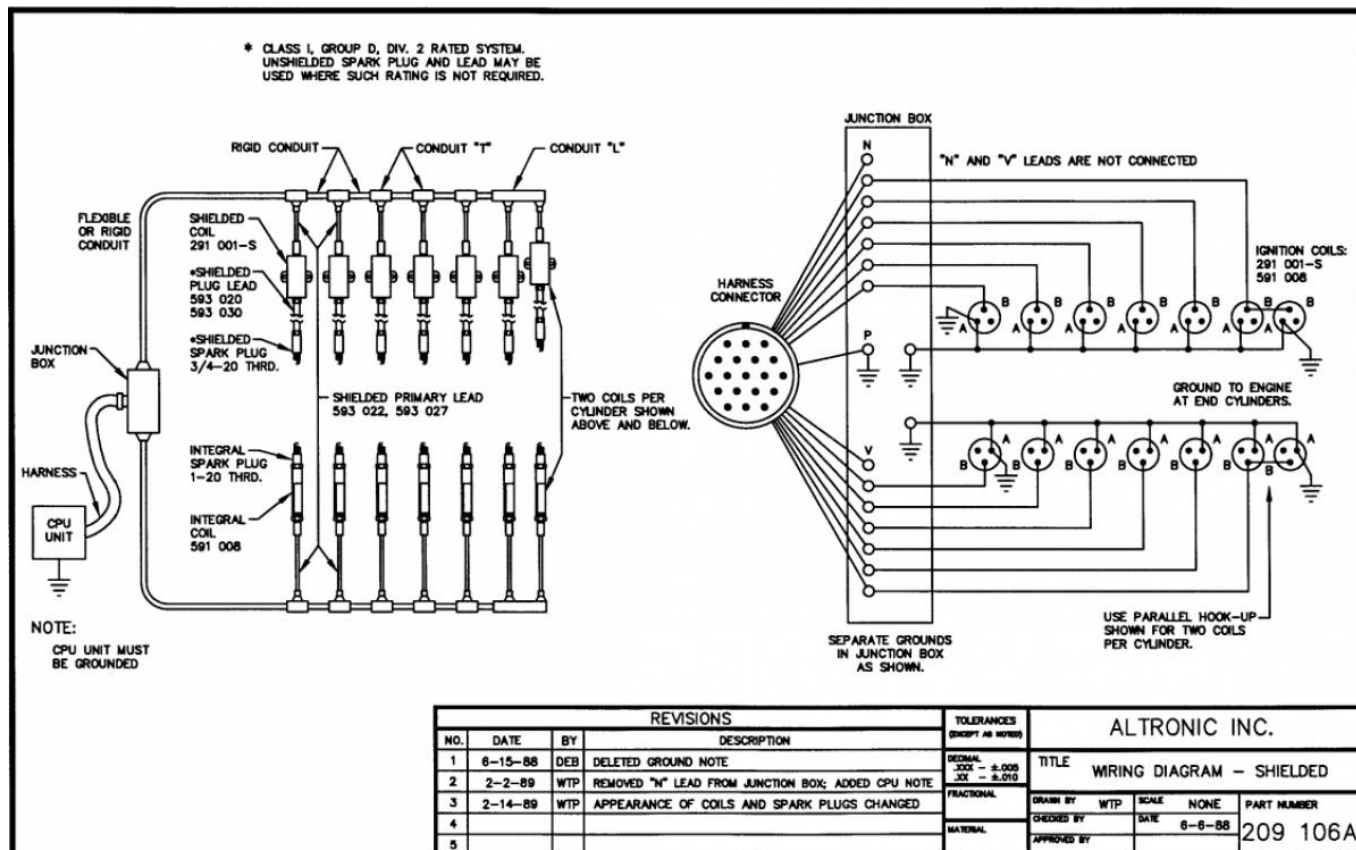 * CLASS I, GROUP D, DIV. 2 RATED SYSTEM.
UNSHIELDED SPARK PLUG AND LEAD MAY BE
USED WHERE SUCH RATING IS NOT REQUIRED.
RIGID CONDUIT
CONDUIT "T"
CONDUIT "L"
FLEXIBLE
OR RIGID
CONDUIT
SHIELDED
COIL
291 001-S
*SHIELDED
PLUG LEAD
593 020
593 030
*SHIELDED
SPARK PLUG
3/4-20 THRD.
JUNCTION
BOX
SHIELDED PRIMARY LEAD
593 022, 593 027
TWO COILS PER
CYLINDER SHOWN
ABOVE AND BELOW.
INTEGRAL
SPARK PLUG
1-20 THRD.
HARNESS
INTEGRAL
COIL
591 008
CPU
UNIT
NOTE:
CPU UNIT MUST
BE GROUNDED
JUNCTION BOX
N
"N" AND "V" LEADS ARE NOT CONNECTED
IGNITION COILS:
291 001-S
591 008
HARNESS
CONNECTOR
B B B B B B B
A A A A A A A
P
GROUND TO ENGINE
AT END CYLINDERS.
V
A A A A A A A
B B B B B B B
USE PARALLEL HOOK-UP
SHOWN FOR TWO COILS
PER CYLINDER.
SEPARATE GROUNDS
IN JUNCTION BOX
AS SHOWN.
REVISIONS
NO. DATE BY DESCRIPTION
1 6-15-88 DEB DELETED GROUND NOTE
2 2-2-89 WTP REMOVED "N" LEAD FROM JUNCTION BOX; ADDED CPU NOTE
3 2-14-89 WTP APPEARANCE OF COILS AND SPARK PLUGS CHANGED
4
5
TOLERANCES
(EXCEPT AS NOTED)
DECIMAL
.XXX - ±.005
.XX - ±.010
FRACTIONAL
MATERIAL
ALTRONIC INC.
TITLE WIRING DIAGRAM - SHIELDED
DRAWN BY WTP SCALE NONE PART NUMBER
CHECKED BY DATE 6-6-88 209 106A
APPROVED BY